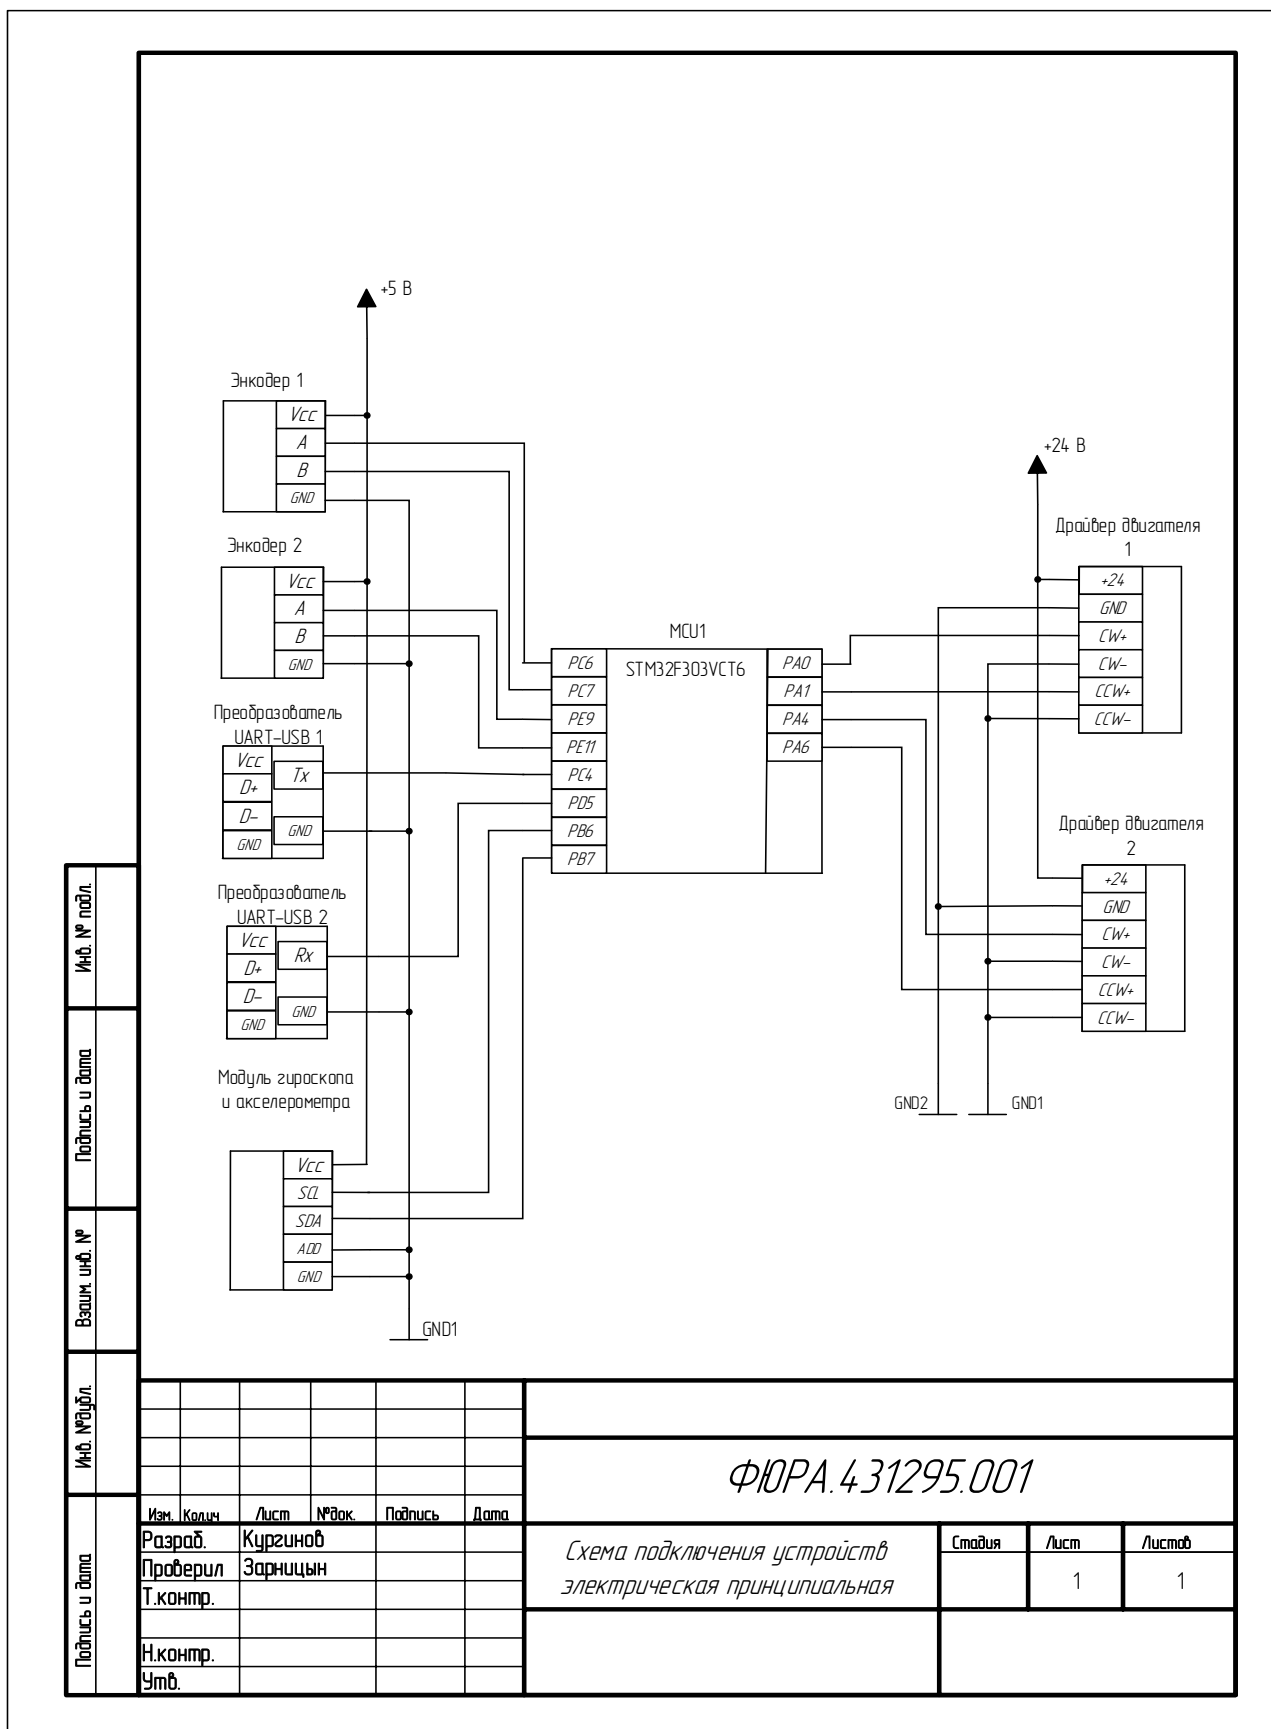 +5 В
Энкодер 1
Vcc
A
B
GND
Энкодер 2
Vcc
A
B
GND
Преобразователь
UART-USB 1
Vcc
D+
D-
GND
Tx
GND
Преобразователь
UART-USB 2
Vcc
D+
D-
GND
Rx
GND
Модуль гироскопа
и акселерометра
Vcc
SCL
SDA
ADD
GND
GND1
MCU1
STM32F303VCT6
PC6
PC7
PE9
PE11
PC4
PD5
PB6
PB7
PA0
PA1
PA4
PA6
+24 В
Драйвер двигателя
1
+24
GND
CW+
CW-
CCW+
CCW-
Драйвер двигателя
2
+24
GND
CW+
CW-
CCW+
CCW-
GND2
GND1
Инв. № подл.
Подпись и дата
Взаим. инв. №
Инв. №дубл.
Подпись и дата
Изм. Кол.уч Лист №док. Подпись Дата
Разраб. Кургинов
Проверил Зарницын
Т.контр.
Н.контр.
Утв.
ФЮРА.431295.001
Схема подключения устройств
электрическая принципиальная
Стадия Лист Листов
1 1